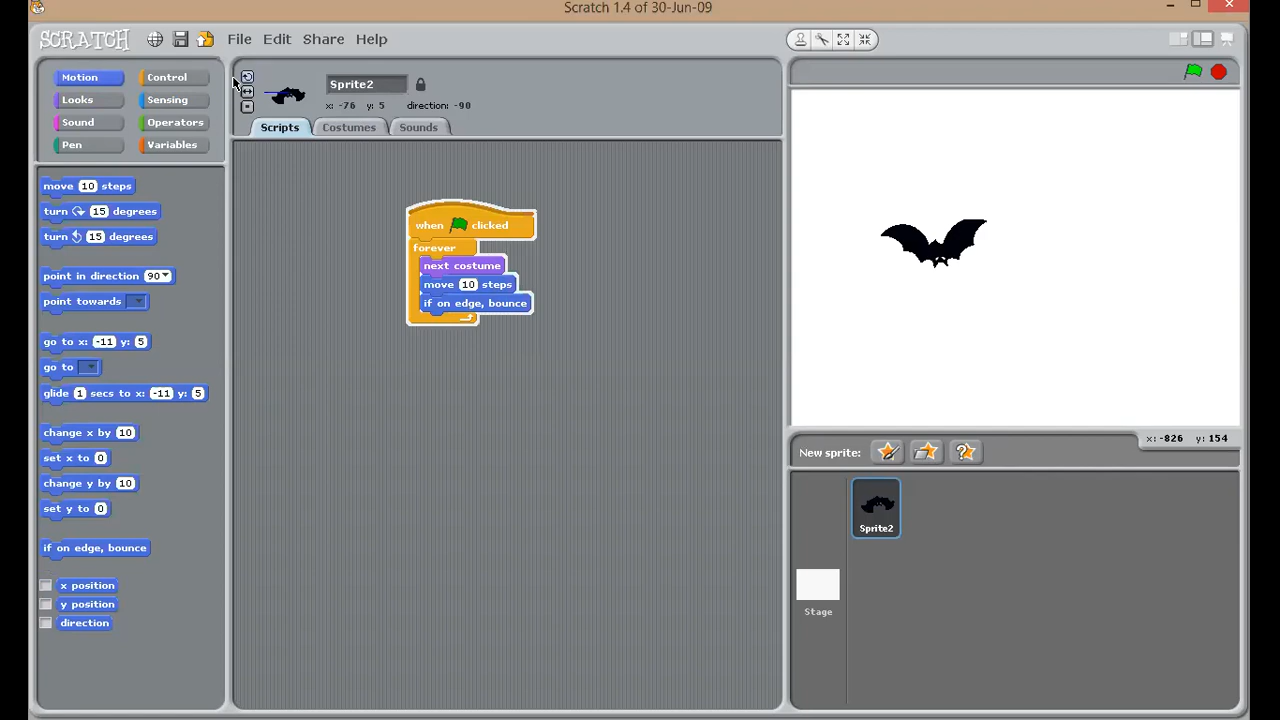 Scratch 1.4 of 30-Jun-09
SCRATCH File Edit Share Help
Motion Control
Looks Sensing
Sound Operators
Pen Variables
move 10 steps
turn 15 degrees
turn 15 degrees
point in direction 90
point towards
go to x: -11 y: 5
go to
glide 1 secs to x: -11 y: 5
change x by 10
set x to 0
change y by 10
set y to 0
if on edge, bounce
x position
y position
direction
Sprite2
x: -76 y: 5 direction: -90
Scripts Costumes Sounds
when clicked
forever
next costume
move 10 steps
if on edge, bounce
x: -826 y: 154
New sprite:
Sprite2
Stage